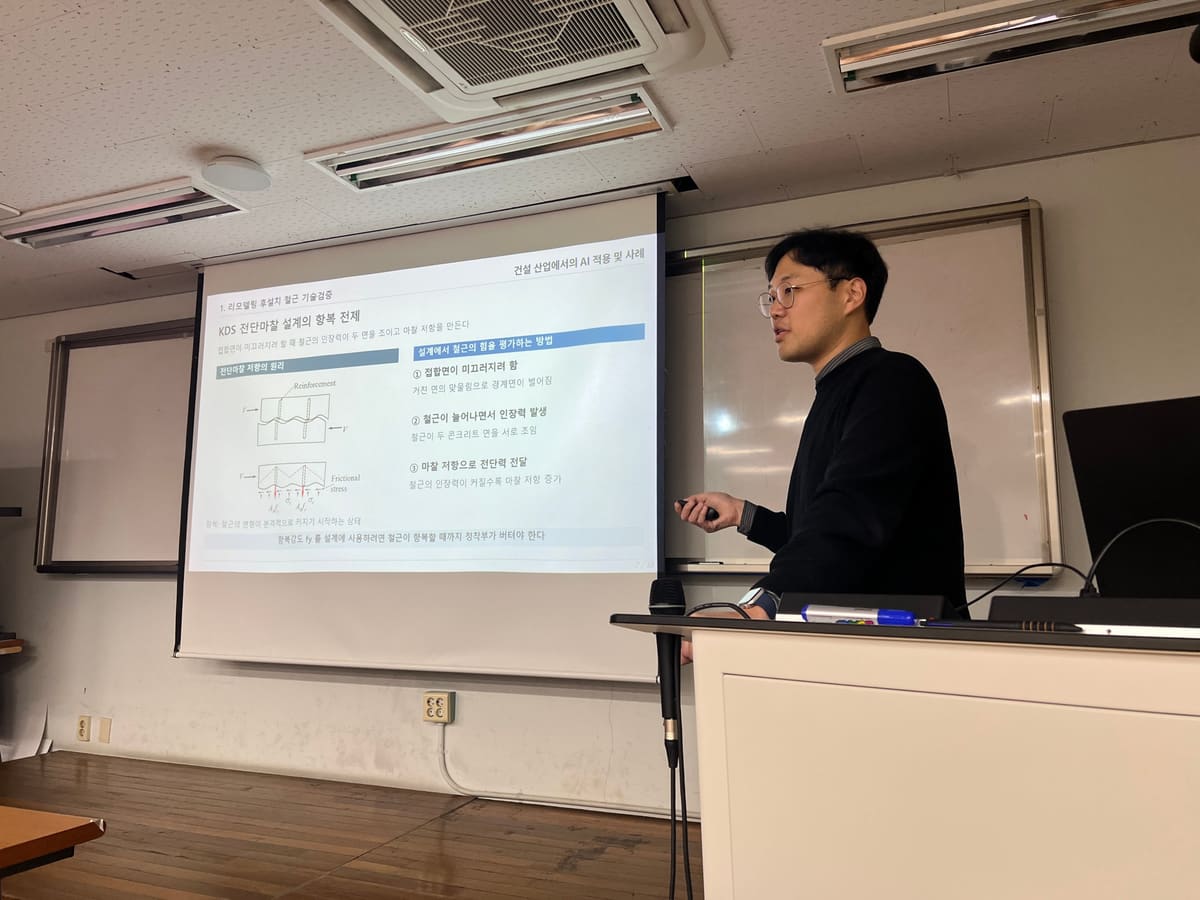 건설 산업에서의 AI 적용 및 사례
1. 리모델링 후설치 철근 기술검증
KDS 전단마찰 설계의 항복 전제
접합면이 미끄러지려 할 때 철근의 인장력이 두 면을 조이고 마찰 저항을 만든다
전단마찰 저항의 원리
Reinforcement
V
V
V
Frictional
stress
설계에서 철근의 힘을 평가하는 방법
① 접합면이 미끄러지려 함
거친 면의 맞물림으로 경계면이 벌어짐
② 철근이 늘어나면서 인장력 발생
철근이 두 콘크리트 면을 서로 조임
③ 마찰 저항으로 전단력 전달
철근의 인장력이 커질수록 마찰 저항 증가
항복: 철근의 변형이 본격적으로 커지기 시작하는 상태
항복강도 fy 를 설계에 사용하려면 철근이 항복할 때까지 정착부가 버텨야 한다